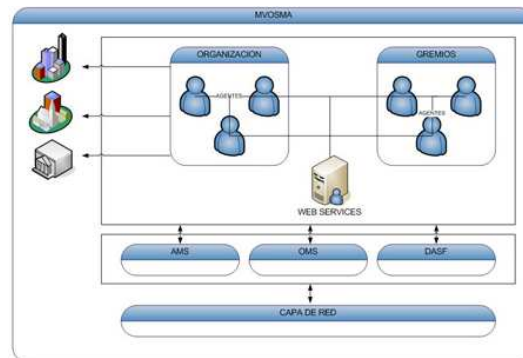 MVOSMA
ORGANIZACION
GREMIOS
AGENTES
AGENTES
WEB SERVICES
AMS
OMS
DASF
CAPA DE RED